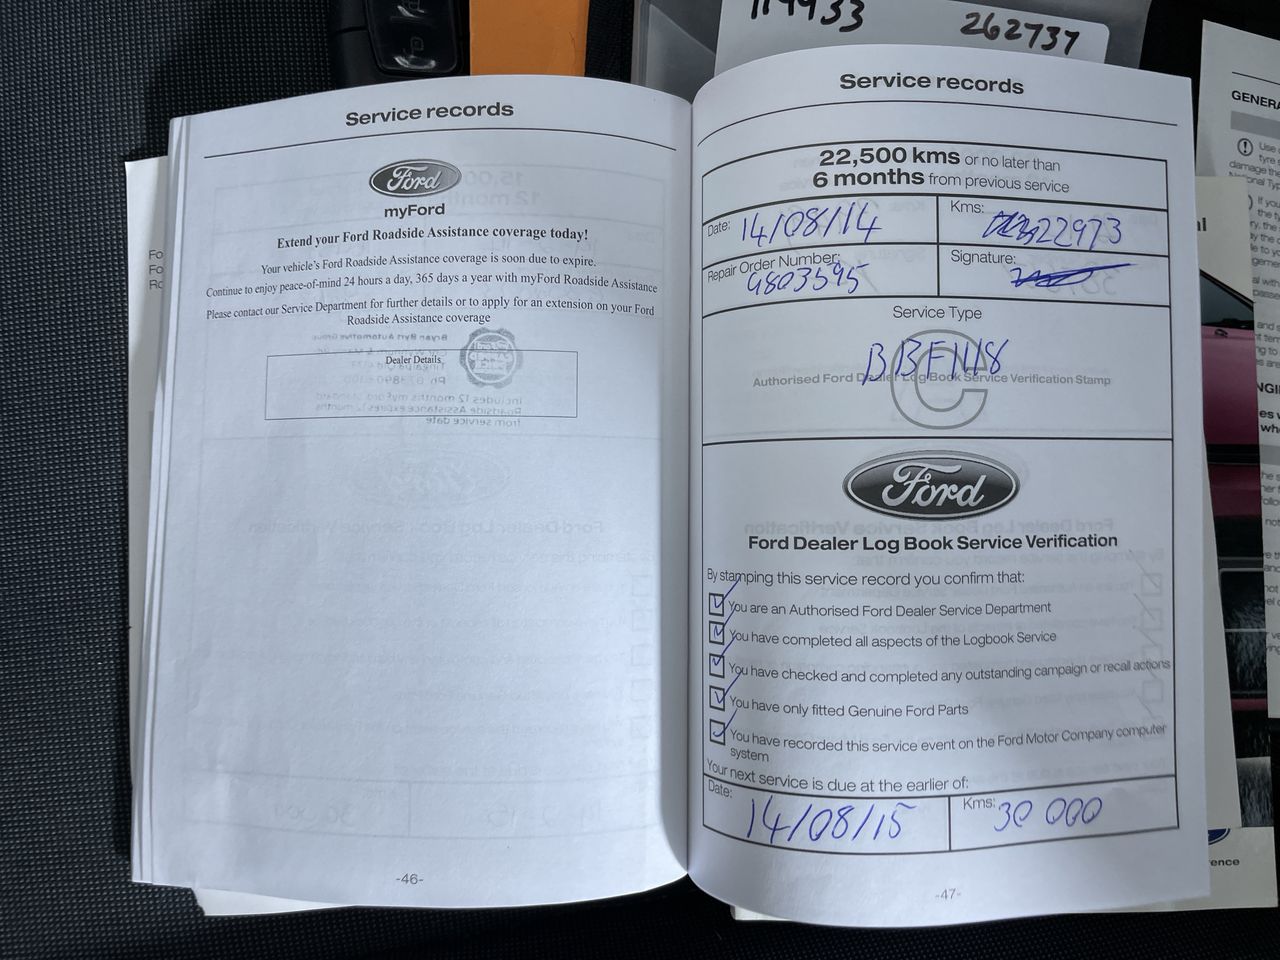 119933
262737
Service records
Ford
myFord
Extend your Ford Roadside Assistance coverage today!
Your vehicle's Ford Roadside Assistance coverage is soon due to expire.
Continue to enjoy peace-of-mind 24 hours a day, 365 days a year with myFord Roadside Assistance
Please contact our Service Department for further details or to apply for an extension on your Ford
Roadside Assistance coverage
Dealer Details
-46-
Service records
22,500 kms or no later than
6 months from previous service
Date: 14/08/14
Kms: 22973
Repair Order Number: 9803595
Signature:
Service Type
C
Authorised Ford Dealer Log Book Service Verification Stamp
Ford
Ford Dealer Log Book Service Verification
By stamping this service record you confirm that:
You are an Authorised Ford Dealer Service Department
You have completed all aspects of the Logbook Service
You have checked and completed any outstanding campaign or recall actions
You have only fitted Genuine Ford Parts
You have recorded this service event on the Ford Motor Company computer
system
Your next service is due at the earlier of:
Date: 14/08/15
Kms: 30 000
-47-